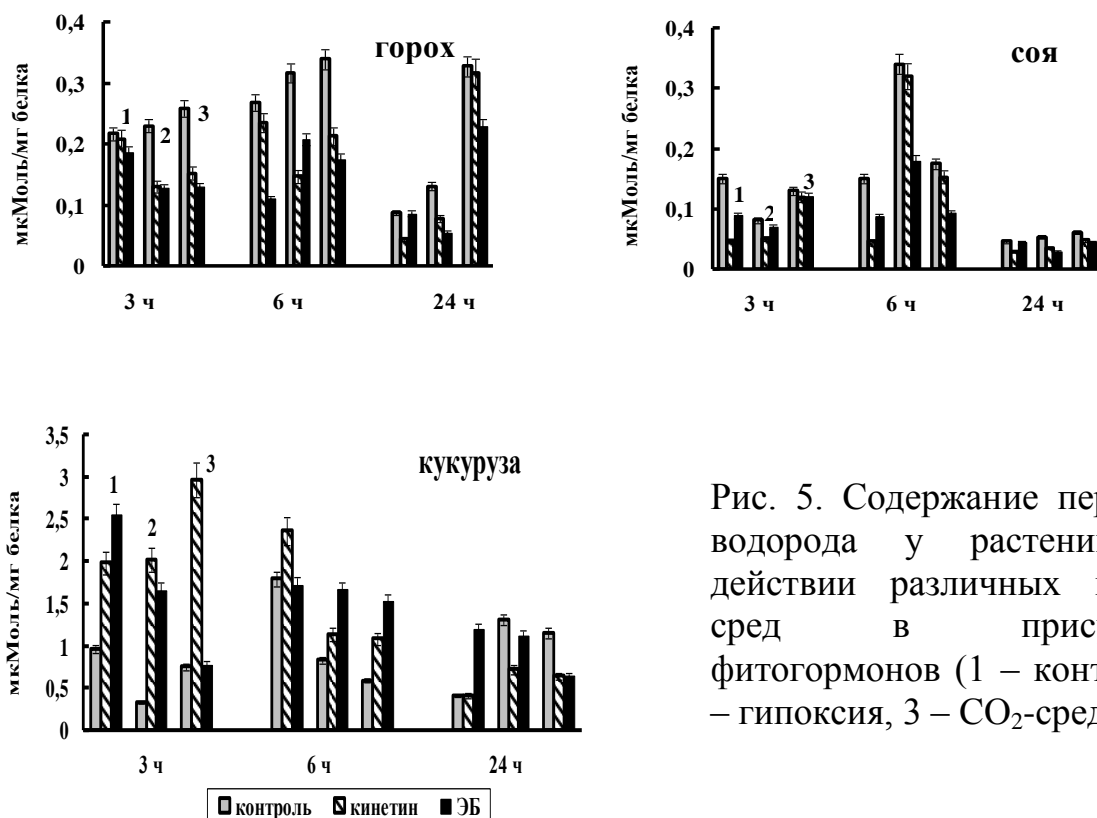 горох
мкМоль/мг белка
0,4
0,3
0,2
0,1
0
1
2
3
3 ч
6 ч
24 ч
соя
мкМоль/мг белка
0,4
0,3
0,2
0,1
0
1
2
3
3 ч
6 ч
24 ч
кукуруза
мкМоль/мг белка
3,5
3
2,5
2
1,5
1
0,5
0
1
2
3
3 ч
6 ч
24 ч
контроль кинетин ЭБ
Рис. 5. Содержание пер
водорода у растени
действии различных
сред в прис
фитогормонов (1 – конт
– гипоксия, 3 – CO₂-сред